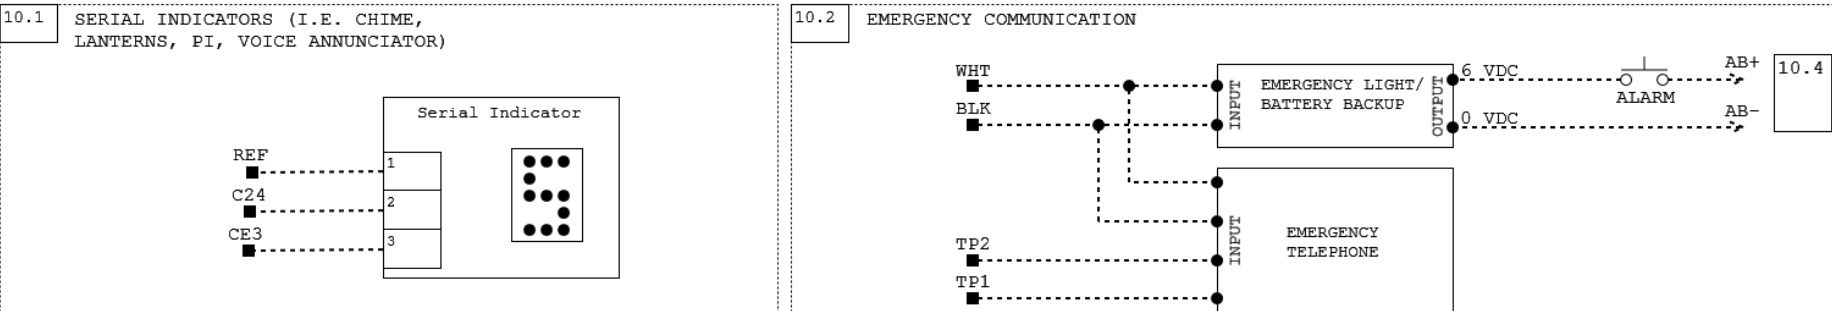 10.1
SERIAL INDICATORS (I.E. CHIME,
LANTERNS, PI, VOICE ANNUNCIATOR)
Serial Indicator
REF
1
C24
2
CE3
3
10.2
EMERGENCY COMMUNICATION
WHT
BLK
INPUT
EMERGENCY LIGHT/
BATTERY BACKUP
OUTPUT
6 VDC
0 VDC
ALARM
AB+
AB-
10.4
TP2
TP1
INPUT
EMERGENCY
TELEPHONE